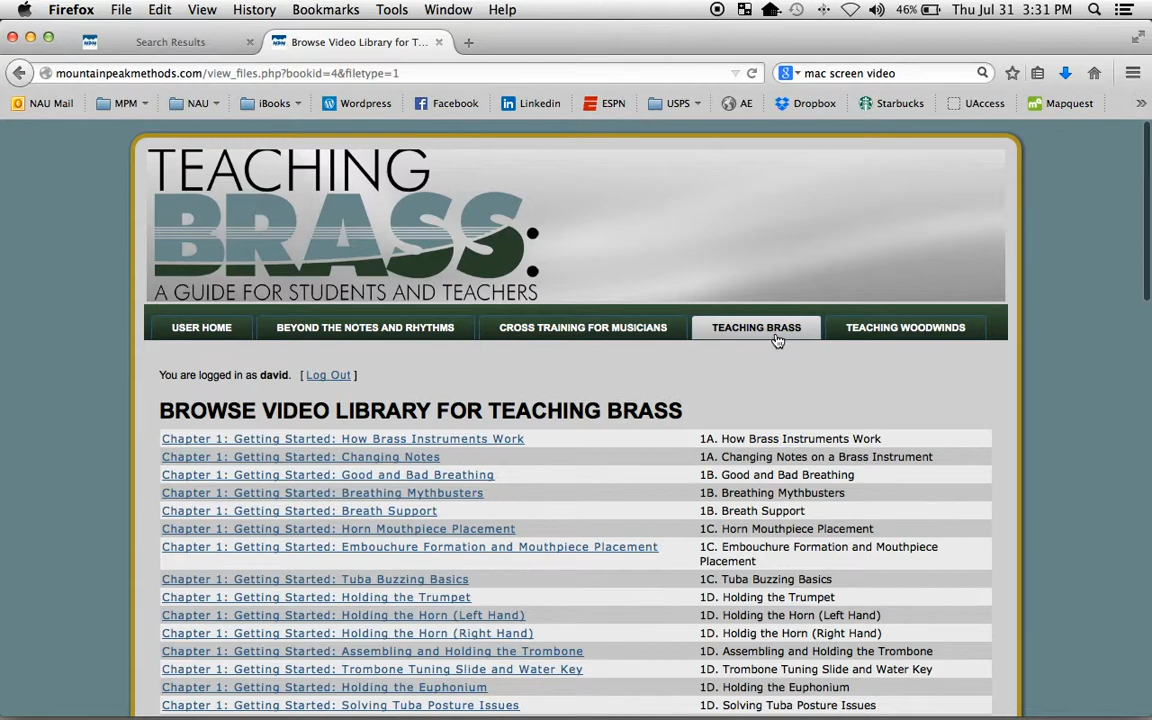 Firefox File Edit View History Bookmarks Tools Window Help 46% Thu Jul 31 3:31 PM
MPM Search Results MPM Browse Video Library for T...
mountainpeakmethods.com/view_files.php?bookid=4&filetype=1 mac screen video
NAU Mail MPM NAU iBooks Wordpress Facebook Linkedin ESPN USPS AE Dropbox Starbucks UAccess Mapquest
TEACHING
BRASS:
A GUIDE FOR STUDENTS AND TEACHERS
USER HOME BEYOND THE NOTES AND RHYTHMS CROSS TRAINING FOR MUSICIANS TEACHING BRASS TEACHING WOODWINDS
You are logged in as david. [ Log Out ]
BROWSE VIDEO LIBRARY FOR TEACHING BRASS
Chapter 1: Getting Started: How Brass Instruments Work 1A. How Brass Instruments Work
Chapter 1: Getting Started: Changing Notes 1A. Changing Notes on a Brass Instrument
Chapter 1: Getting Started: Good and Bad Breathing 1B. Good and Bad Breathing
Chapter 1: Getting Started: Breathing Mythbusters 1B. Breathing Mythbusters
Chapter 1: Getting Started: Breath Support 1B. Breath Support
Chapter 1: Getting Started: Horn Mouthpiece Placement 1C. Horn Mouthpiece Placement
Chapter 1: Getting Started: Embouchure Formation and Mouthpiece Placement 1C. Embouchure Formation and Mouthpiece
Placement
Chapter 1: Getting Started: Tuba Buzzing Basics 1C. Tuba Buzzing Basics
Chapter 1: Getting Started: Holding the Trumpet 1D. Holding the Trumpet
Chapter 1: Getting Started: Holding the Horn (Left Hand) 1D. Holding the Horn (Left Hand)
Chapter 1: Getting Started: Holding the Horn (Right Hand) 1D. Holdig the Horn (Right Hand)
Chapter 1: Getting Started: Assembling and Holding the Trombone 1D. Assembling and Holding the Trombone
Chapter 1: Getting Started: Trombone Tuning Slide and Water Key 1D. Trombone Tuning Slide and Water Key
Chapter 1: Getting Started: Holding the Euphonium 1D. Holding the Euphonium
Chapter 1: Getting Started: Solving Tuba Posture Issues 1D. Solving Tuba Posture Issues